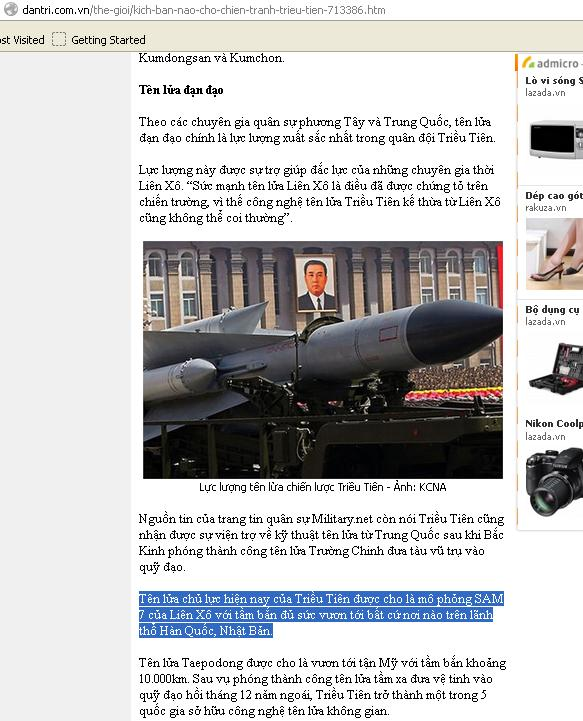 dantri.com.vn/the-gioi/kich-ban-nao-cho-chien-tranh-trieu-tien-713386.htm
ost Visited
Getting Started
Kumdongsan và Kumchon.
Tên lửa đạn đạo
Theo các chuyên gia quân sự phương Tây và Trung Quốc, tên lửa
đạn đạo chính là lực lượng xuất sắc nhất trong quân đội Triều Tiên.
Lực lượng này được sự trợ giúp đắc lực của những chuyên gia thời
Liên Xô. “Sức mạnh tên lửa Liên Xô là điều đã được chứng tỏ trên
chiến trường, vì thế công nghệ tên lửa Triều Tiên kế thừa từ Liên Xô
cũng không thể coi thường”.
Lực lượng tên lửa chiến lược Triều Tiên - Ảnh: KCNA
Nguồn tin của trang tin quân sự Military.net còn nói Triều Tiên cũng
nhận được sự viện trợ về kỹ thuật tên lửa từ Trung Quốc sau khi Bắc
Kinh phóng thành công tên lửa Trường Chinh đưa tàu vũ trụ vào
quỹ đạo.
Tên lửa chủ lực hiện nay của Triều Tiên được cho là mô phỏng SAM
7 của Liên Xô với tầm bắn đủ sức vươn tới bất cứ nơi nào trên lãnh
thổ Hàn Quốc, Nhật Bản.
Tên lửa Taepodong được cho là vươn tới tận Mỹ với tầm bắn khoảng
10.000km. Sau vụ phóng thành công tên lửa tầm xa đưa vệ tinh vào
quỹ đạo hồi tháng 12 năm ngoái, Triều Tiên trở thành một trong 5
quốc gia sở hữu công nghệ tên lửa không gian.
admicro
Lò vi sóng S
lazada.vn
Dép cao gót
rakuza.vn
Bộ dụng cụ
lazada.vn
Nikon Coolp
lazada.vn